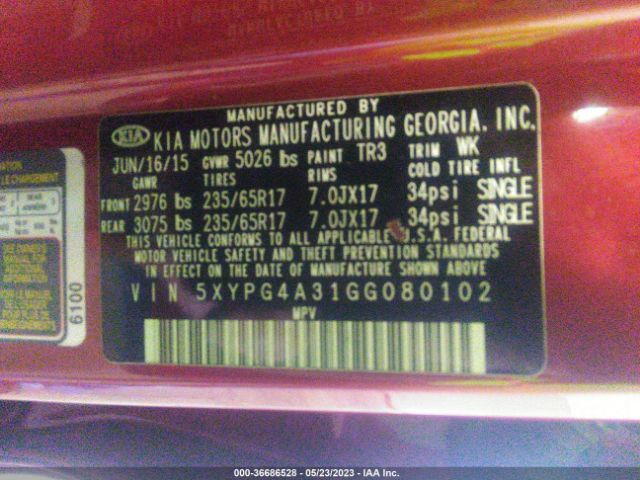 MANUFACTURED BY
KIA KIA MOTORS MANUFACTURING GEORGIA, INC.
JUN/16/15 GVWR 5026 lbs PAINT TR3 TRIM WK
GAWR TIRES RIMS COLD TIRE INFL
FRONT 2976 lbs 235/65R17 7.0JX17 34psi SINGLE
REAR 3075 lbs 235/65R17 7.0JX17 34psi SINGLE
THIS VEHICLE CONFORMS TO ALL APPLICABLE U.S.A. FEDERAL
MOTOR VEHICLE SAFETY AND THEFT PREVENTION STANDARDS
IN EFFECT ON THE DATE OF MANUFACTURE SHOWN ABOVE
VIN 5XYPG4A31GG080102
MPV
SEE OWNERS
MANUAL FOR
6100
000-36686528 - 05/23/2023 - IAA Inc.